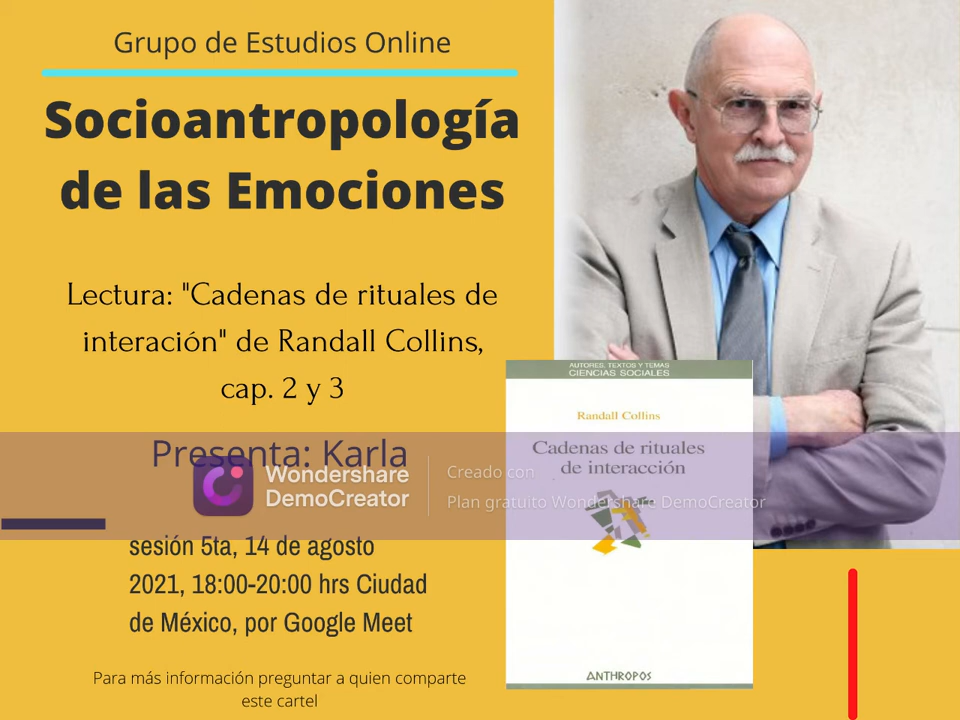 Grupo de Estudios Online
Socioantropología
de las Emociones
Lectura: "Cadenas de rituales de
interación" de Randall Collins,
cap. 2 y 3
Presenta: Karla
Wondershare
DemoCreator
Creado con
Plan gratuito Wondershare DemoCreator
sesión 5ta, 14 de agosto
2021, 18:00-20:00 hrs Ciudad
de México, por Google Meet
Para más información preguntar a quien comparte
este cartel
AUTORES, TEXTOS Y TEMAS
CIENCIAS SOCIALES
Randall Collins
Cadenas de rituales
de interacción
ANTHROPOS